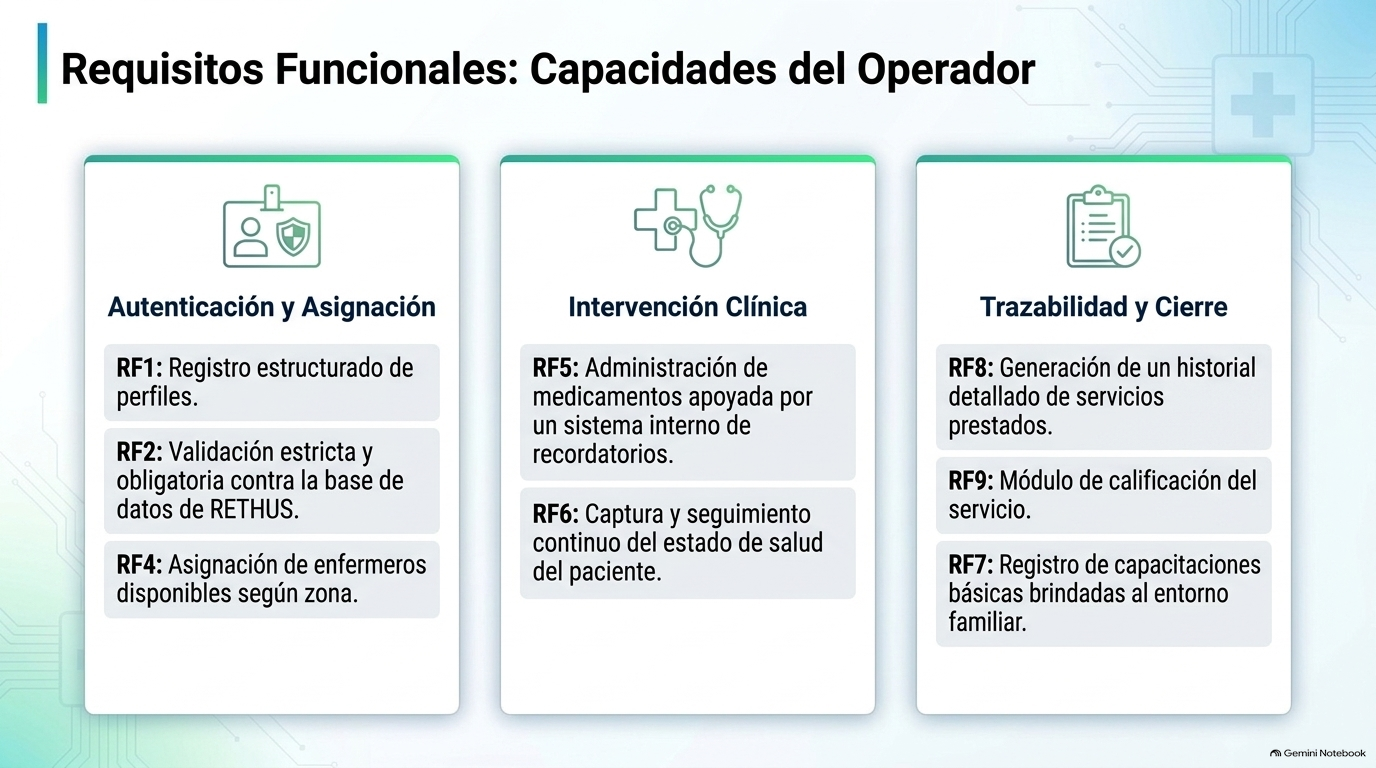 Requisitos Funcionales: Capacidades del Operador
Autenticación y Asignación
RF1: Registro estructurado de
perfiles.
RF2: Validación estricta y
obligatoria contra la base de
datos de RETHUS.
RF4: Asignación de enfermeros
disponibles según zona.
Intervención Clínica
RF5: Administración de
medicamentos apoyada por
un sistema interno de
recordatorios.
RF6: Captura y seguimiento
continuo del estado de salud
del paciente.
Trazabilidad y Cierre
RF8: Generación de un historial
detallado de servicios
prestados.
RF9: Módulo de calificación del
servicio.
RF7: Registro de capacitaciones
básicas brindadas al entorno
familiar.
Gemini Notebook